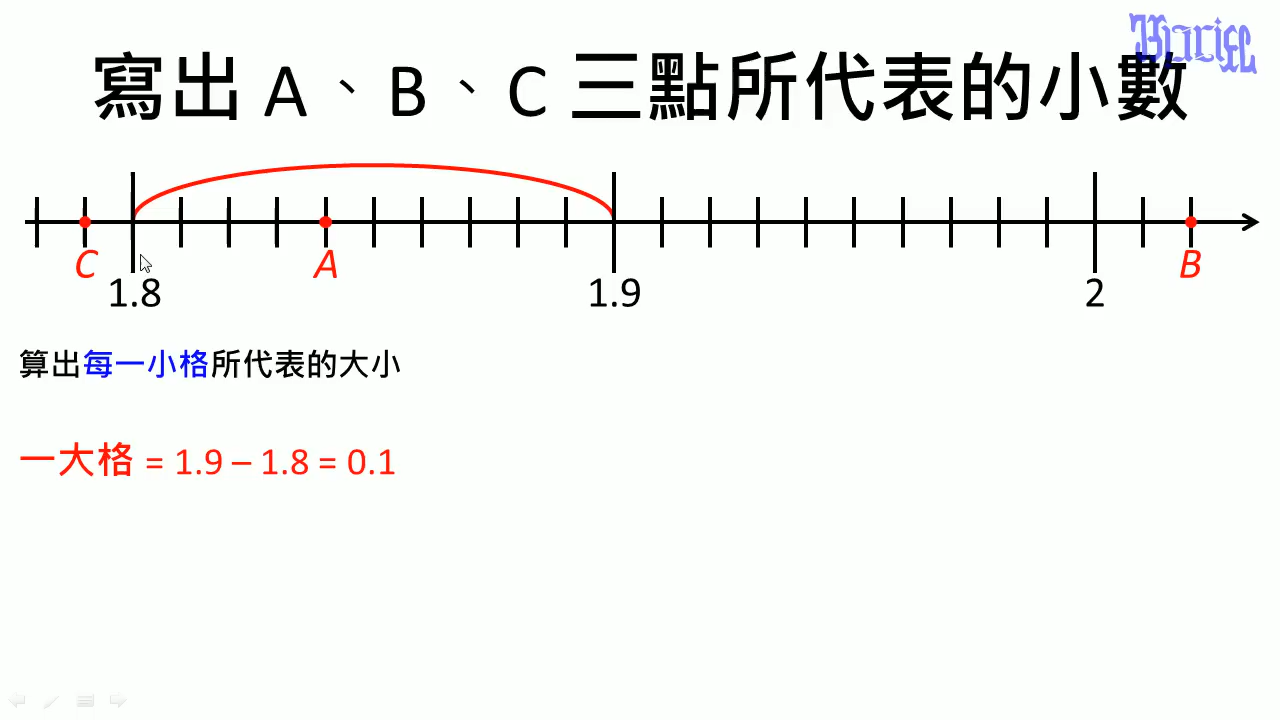 寫出 A、B、C 三點所代表的小數
C A B
1.8 1.9 2
算出每一小格所代表的大小
一大格 = 1.9 – 1.8 = 0.1